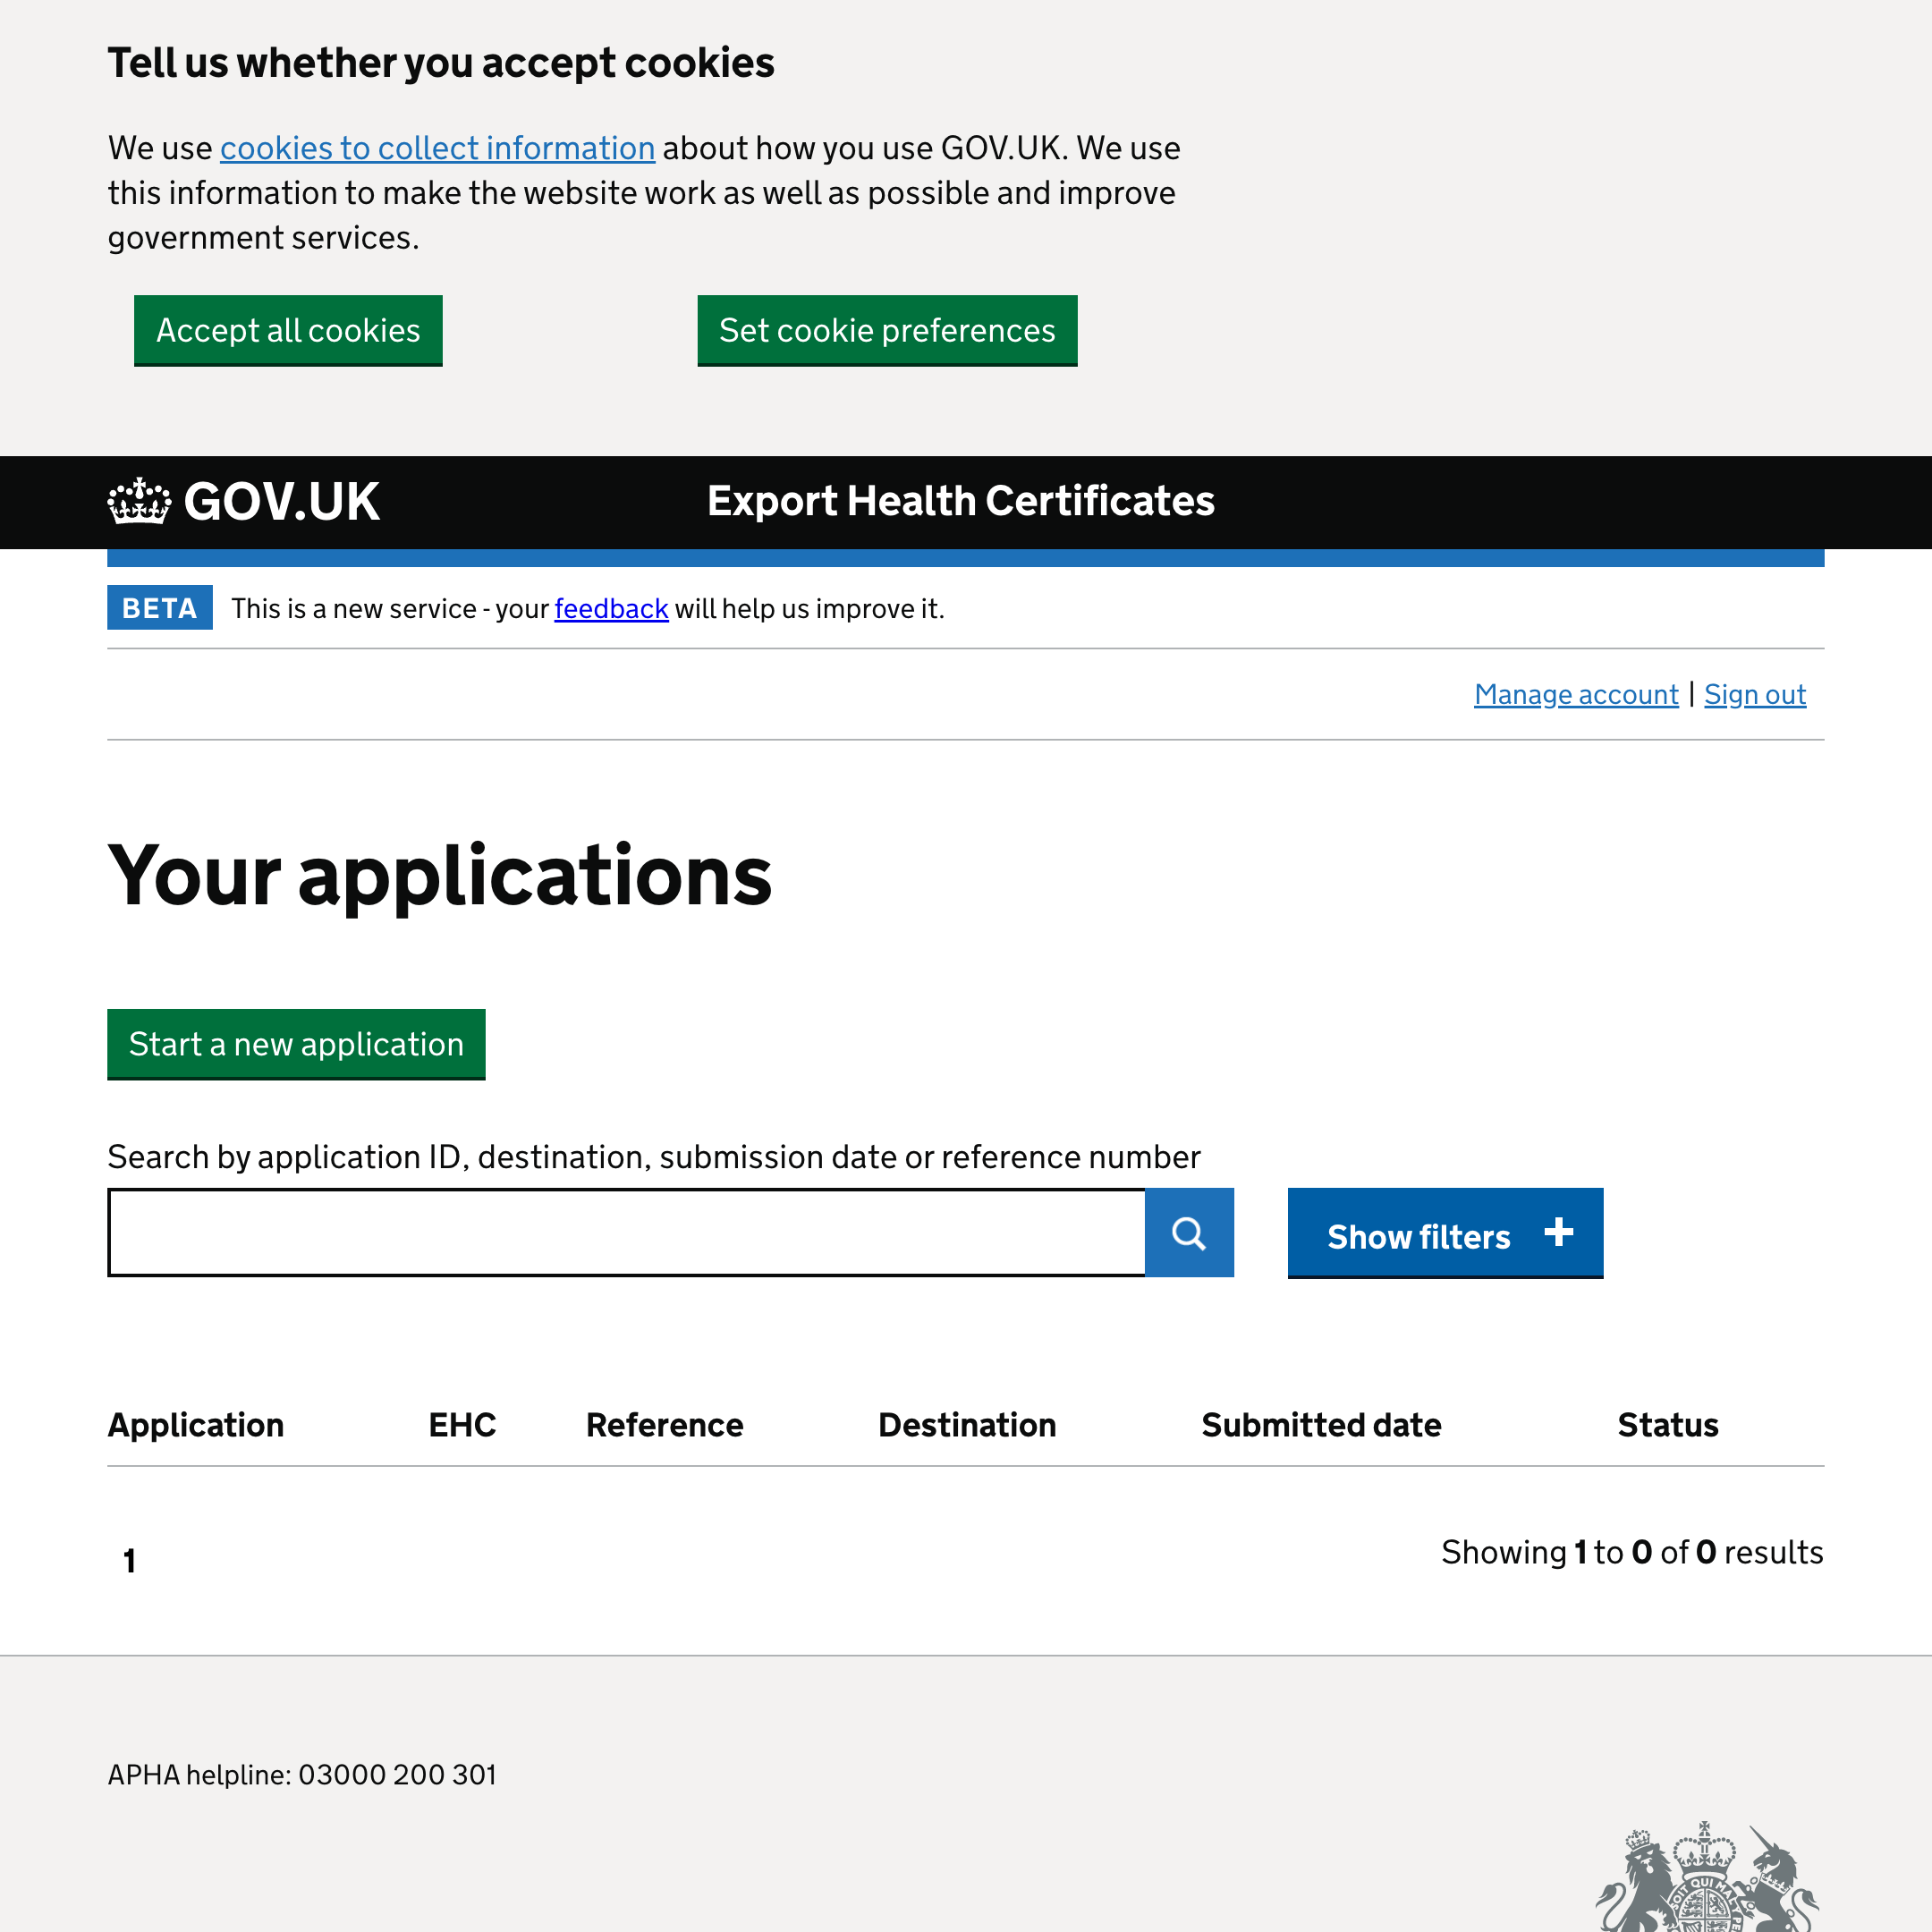 Tell us whether you accept cookies
We use cookies to collect information about how you use GOV.UK. We use
this information to make the website work as well as possible and improve
government services.
Accept all cookies
Set cookie preferences
GOV.UK
Export Health Certificates
BETA This is a new service - your feedback will help us improve it.
Manage account | Sign out
Your applications
Start a new application
Search by application ID, destination, submission date or reference number
Show filters +
Application EHC Reference Destination Submitted date Status
1
Showing 1 to 0 of 0 results
APHA helpline: 03000 200 301